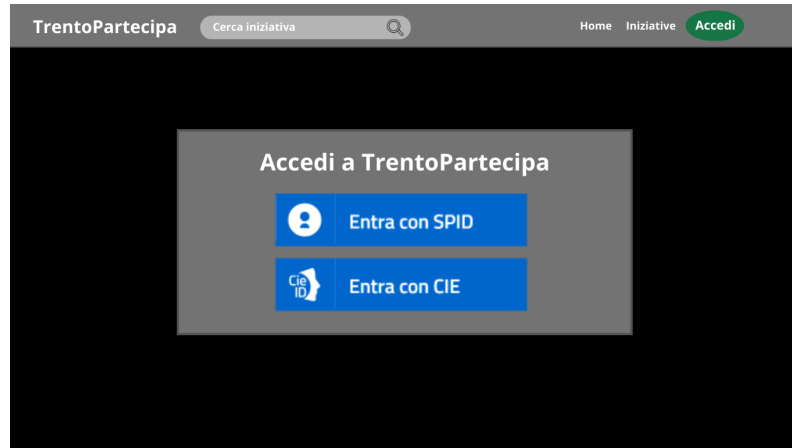 TrentoPartecipa
Cerca iniziativa
Home Iniziative Accedi
Accedi a TrentoPartecipa
Entra con SPID
Cie
ID
Entra con CIE